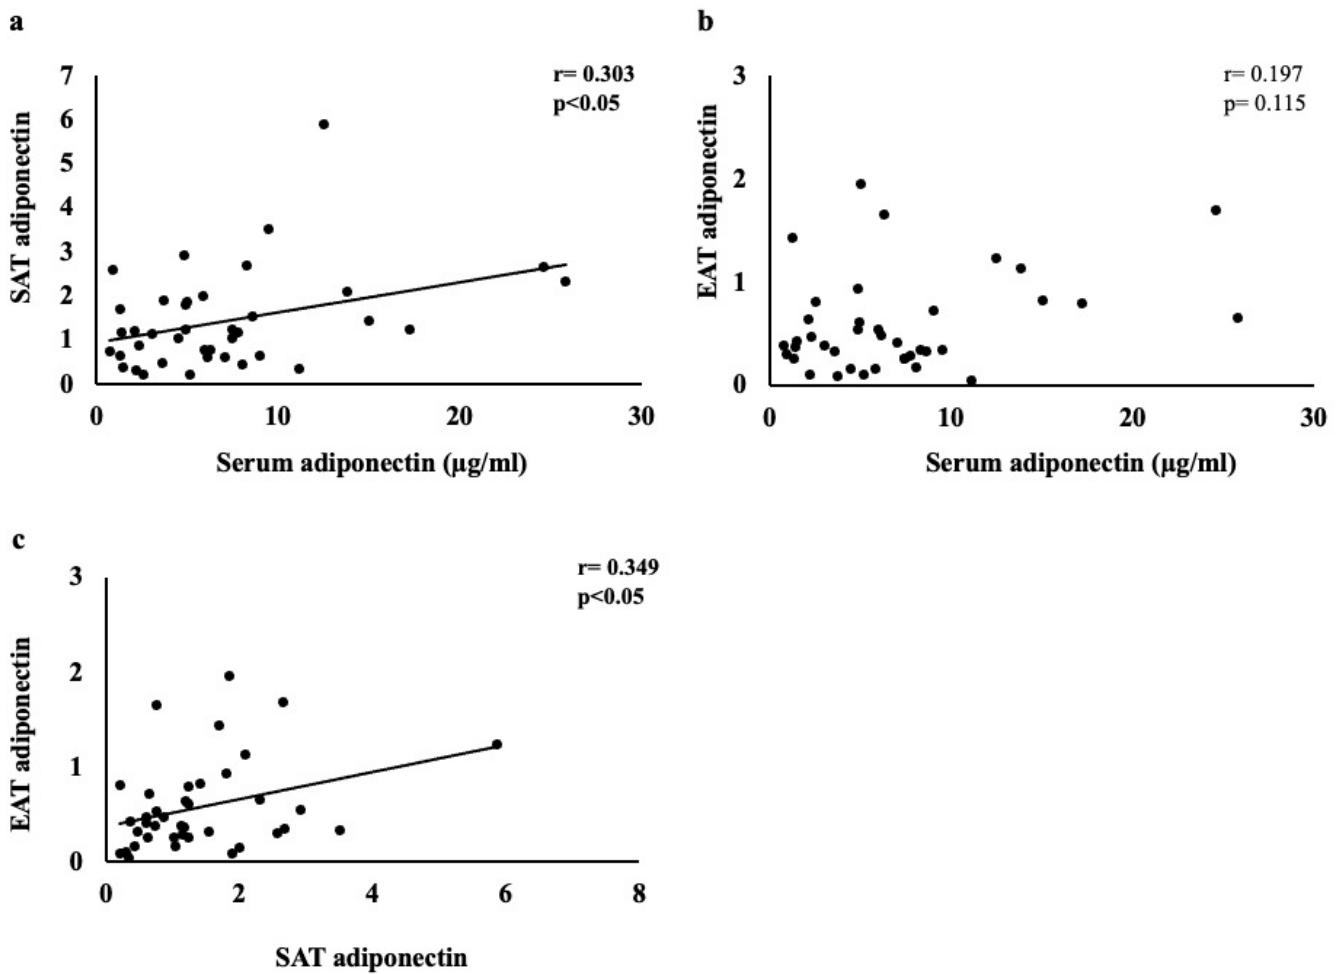 a
r= 0.303
p<0.05
7
6
5
4
3
2
1
0
SAT adiponectin
0 10 20 30
Serum adiponectin (µg/ml)
b
r= 0.197
p= 0.115
3
2
1
0
EAT adiponectin
0 10 20 30
Serum adiponectin (µg/ml)
c
r= 0.349
p<0.05
3
2
1
0
EAT adiponectin
0 2 4 6 8
SAT adiponectin